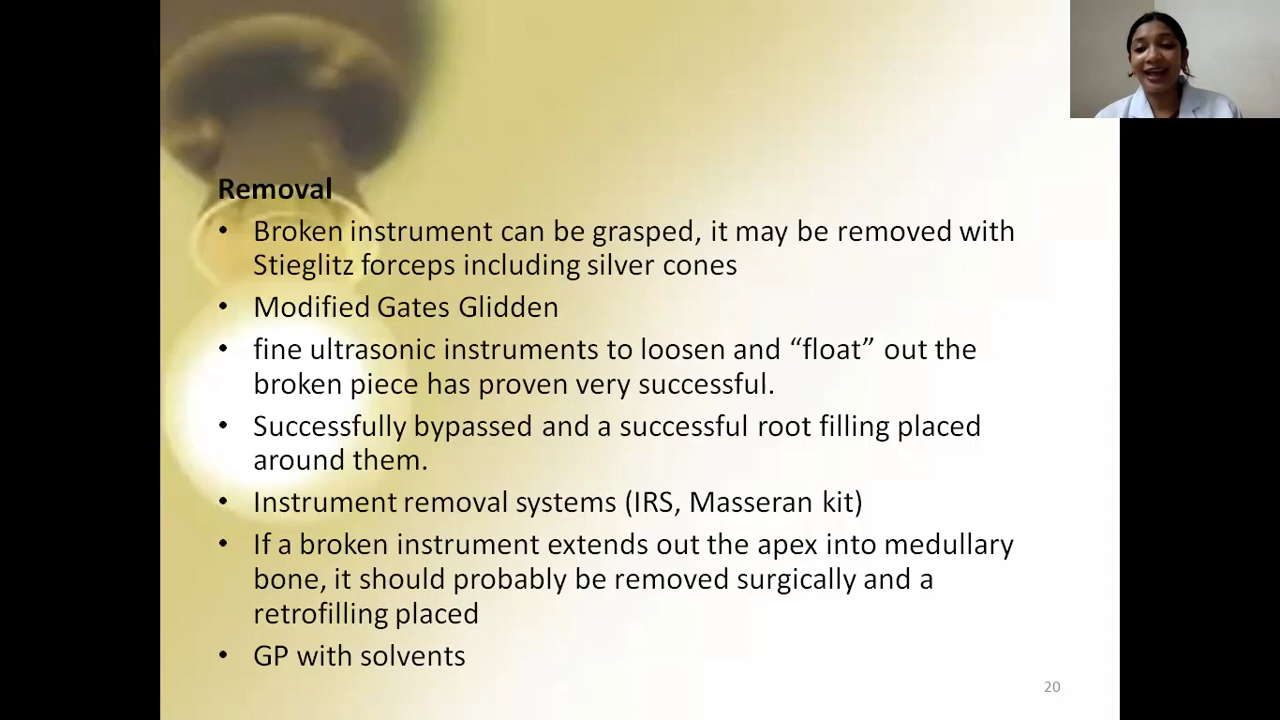 Removal
• Broken instrument can be grasped, it may be removed with
Stieglitz forceps including silver cones
• Modified Gates Glidden
• fine ultrasonic instruments to loosen and “float” out the
broken piece has proven very successful.
• Successfully bypassed and a successful root filling placed
around them.
• Instrument removal systems (IRS, Masseran kit)
• If a broken instrument extends out the apex into medullary
bone, it should probably be removed surgically and a
retrofilling placed
• GP with solvents
20